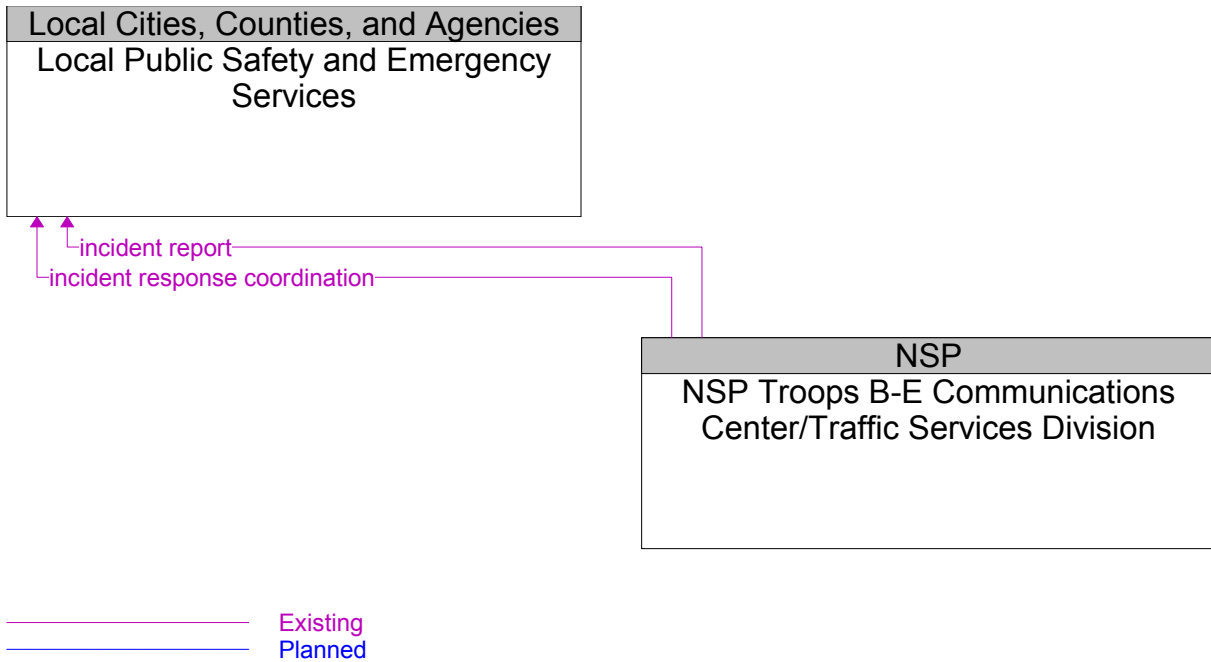 Local Cities, Counties, and Agencies
Local Public Safety and Emergency
Services
incident report
incident response coordination
NSP
NSP Troops B-E Communications
Center/Traffic Services Division
Existing
Planned